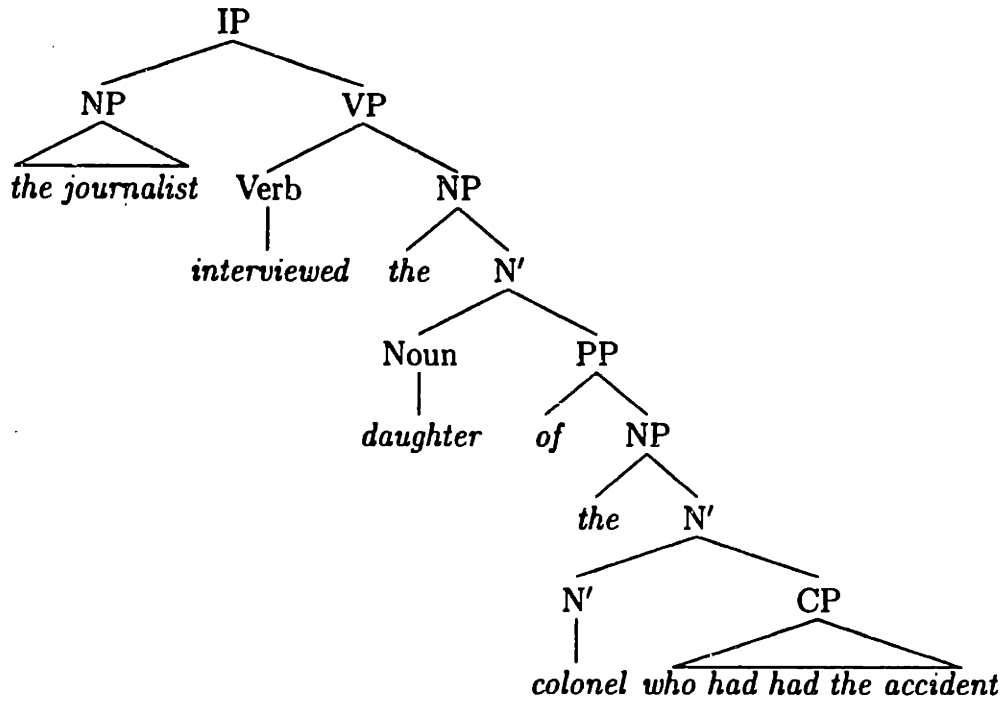 IP
NP VP
the journalist Verb NP
interviewed the N′
Noun PP
daughter of NP
the N′
N′ CP
colonel who had had the accident